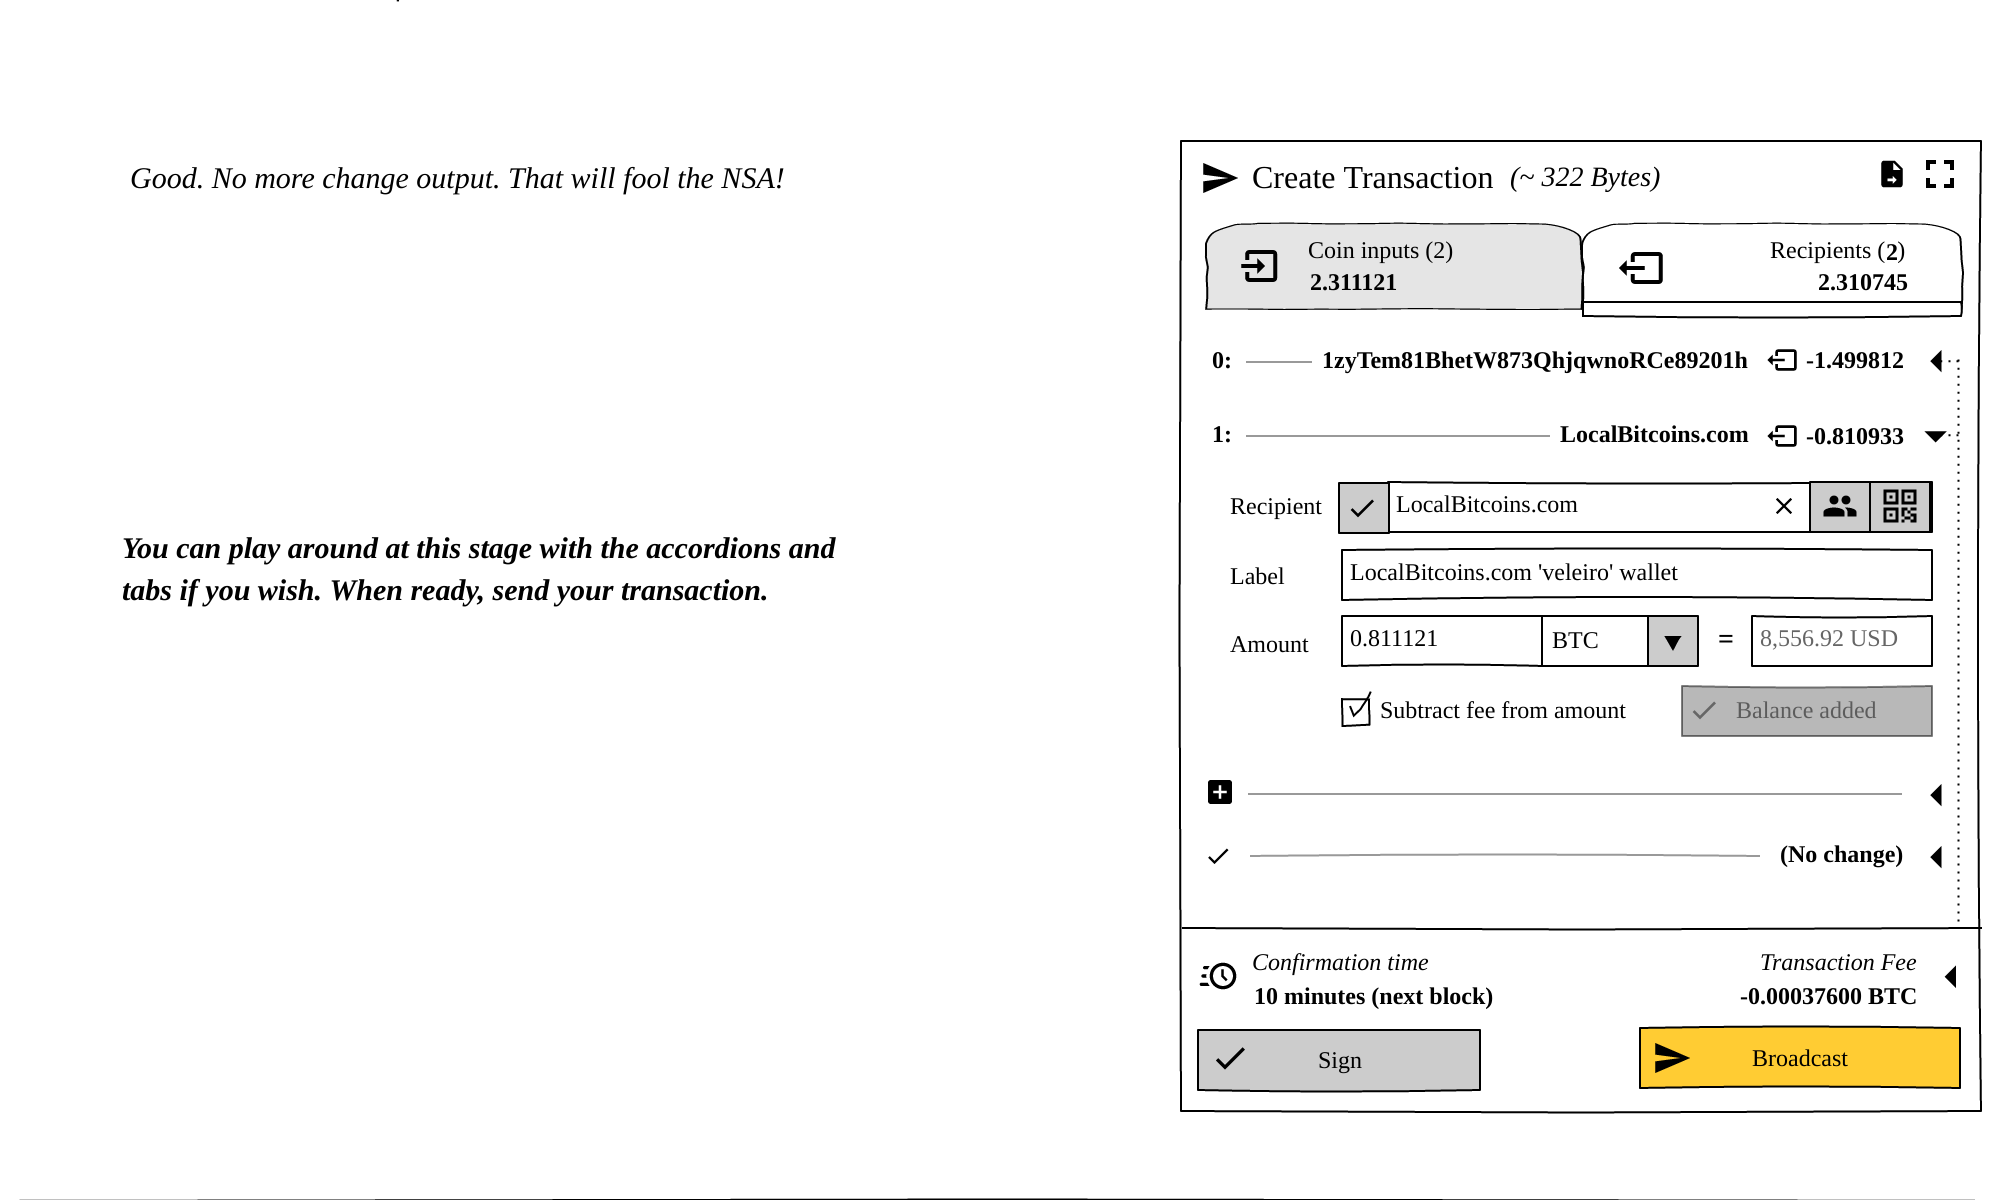 Good. No more change output. That will fool the NSA!
You can play around at this stage with the accordions and
tabs if you wish. When ready, send your transaction.
Create Transaction (~ 322 Bytes)
Coin inputs (2)
2.311121
Recipients (2)
2.310745
0: 1zyTem81BhetW873QhjqwnoRCe89201h -1.499812
1: LocalBitcoins.com -0.810933
Recipient LocalBitcoins.com
Label LocalBitcoins.com 'veleiro' wallet
Amount 0.811121 BTC = 8,556.92 USD
Subtract fee from amount Balance added
(No change)
Confirmation time
10 minutes (next block)
Transaction Fee
-0.00037600 BTC
Sign
Broadcast